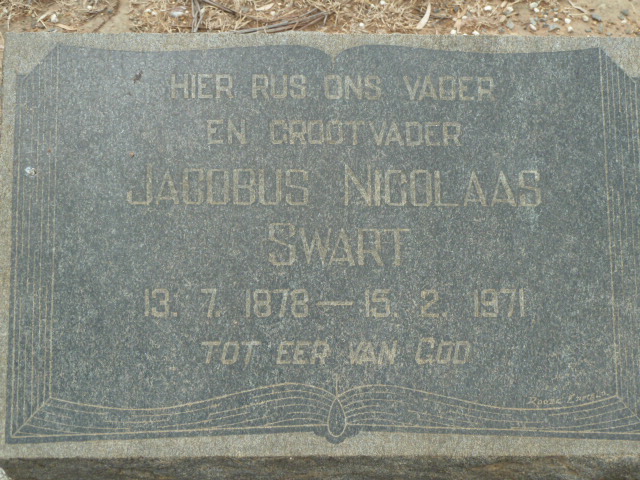 HIER RUS ONS VADER
EN GROOTVADER
JACOBUS NICOLAAS
SWART
13. 7. 1878 — 15. 2. 1971
TOT EER VAN GOD